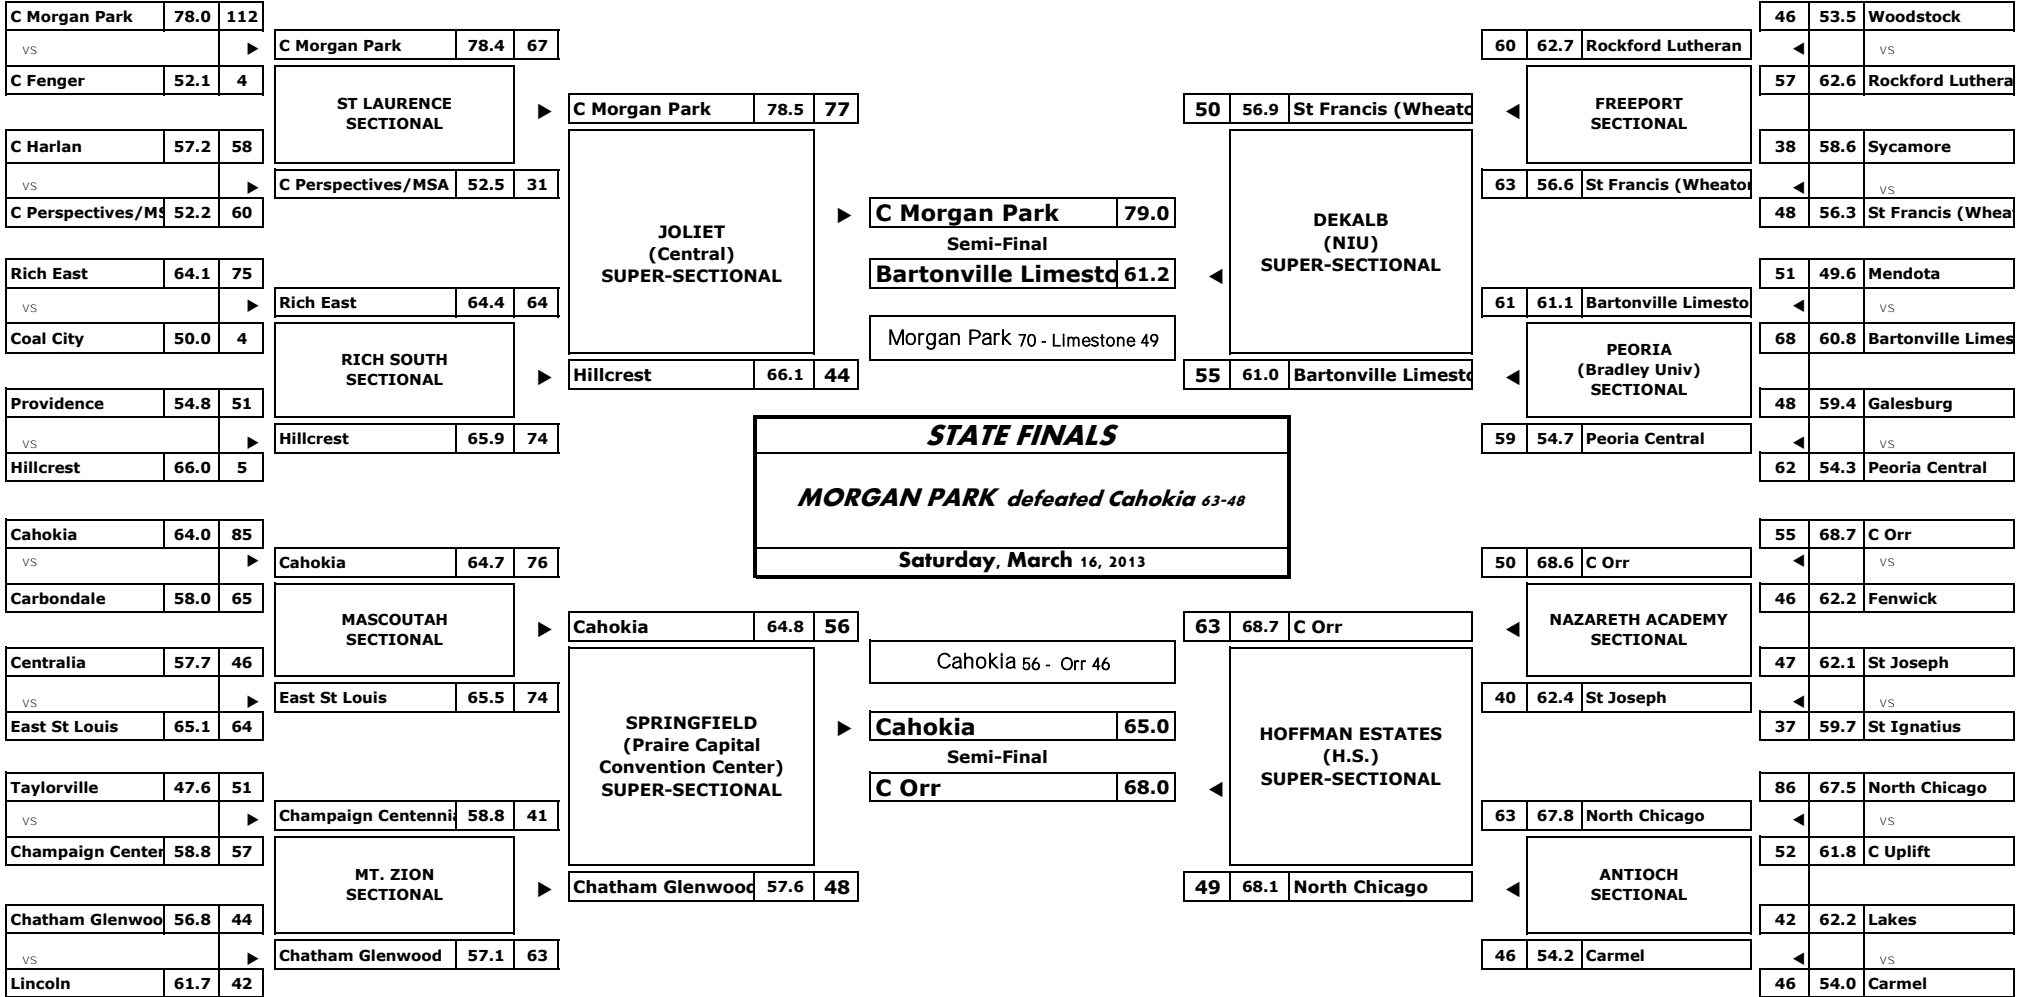 C Morgan Park 78.0 112
vs ►
C Fenger 52.1 4
C Harlan 57.2 58
vs ►
C Perspectives/MS 52.2 60
Rich East 64.1 75
vs ►
Coal City 50.0 4
Providence 54.8 51
vs ►
Hillcrest 66.0 5
Cahokia 64.0 85
vs ►
Carbondale 58.0 65
Centralia 57.7 46
vs ►
East St Louis 65.1 64
Taylorville 47.6 51
vs ►
Champaign Center 58.8 57
Chatham Glenwoo 56.8 44
vs ►
Lincoln 61.7 42
C Morgan Park 78.4 67
ST LAURENCE
SECTIONAL
►
C Perspectives/MSA 52.5 31
Rich East 64.4 64
RICH SOUTH
SECTIONAL
►
Hillcrest 65.9 74
Cahokia 64.7 76
MASCOUTAH
SECTIONAL
►
East St Louis 65.5 74
Champaign Centennia 58.8 41
MT. ZION
SECTIONAL
►
Chatham Glenwood 57.1 63
C Morgan Park 78.5 77
JOLIET
(Central)
SUPER-SECTIONAL
►
Hillcrest 66.1 44
Cahokia 64.8 56
SPRINGFIELD
(Praire Capital
Convention Center)
SUPER-SECTIONAL
►
Chatham Glenwood 57.6 48
C Morgan Park 79.0
Semi-Final
Bartonville Limesto 61.2
Morgan Park 70 - LImestone 49
STATE FINALS
MORGAN PARK defeated Cahokia 63-48
Saturday, March 16, 2013
Cahokia 56 - Orr 46
Cahokia 65.0
Semi-Final
C Orr 68.0
50 56.9 St Francis (Wheato
DEKALB
(NIU)
SUPER-SECTIONAL
◄
55 61.0 Bartonville Limesto
63 68.7 C Orr
HOFFMAN ESTATES
(H.S.)
SUPER-SECTIONAL
◄
49 68.1 North Chicago
60 62.7 Rockford Lutheran
FREEPORT
SECTIONAL
◄
63 56.6 St Francis (Wheaton
61 61.1 Bartonville Limesto
PEORIA
(Bradley Univ)
SECTIONAL
◄
59 54.7 Peoria Central
50 68.6 C Orr
NAZARETH ACADEMY
SECTIONAL
◄
40 62.4 St Joseph
63 67.8 North Chicago
ANTIOCH
SECTIONAL
◄
46 54.2 Carmel
46 53.5 Woodstock
◄ vs
57 62.6 Rockford Luthera
38 58.6 Sycamore
◄ vs
48 56.3 St Francis (Whea
51 49.6 Mendota
◄ vs
68 60.8 Bartonville Limes
48 59.4 Galesburg
◄ vs
62 54.3 Peoria Central
55 68.7 C Orr
◄ vs
46 62.2 Fenwick
47 62.1 St Joseph
◄ vs
37 59.7 St Ignatius
86 67.5 North Chicago
◄ vs
52 61.8 C Uplift
42 62.2 Lakes
◄ vs
46 54.0 Carmel